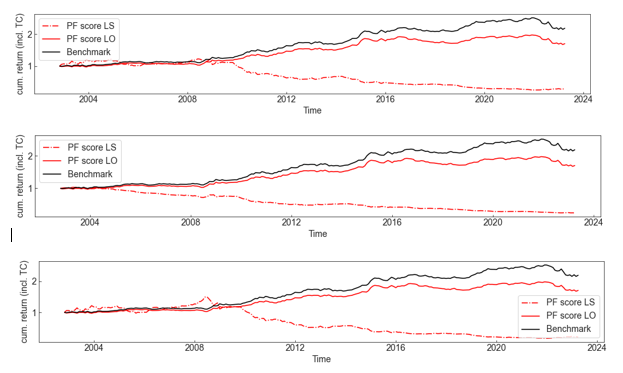 PF score LS
PF score LO
Benchmark
cum. return (incl. TC)
2
1
2004
2008
2012
2016
2020
2024
Time
PF score LS
PF score LO
Benchmark
cum. return (incl. TC)
2
1
2004
2008
2012
2016
2020
2024
Time
cum. return (incl. TC)
2
1
PF score LS
PF score LO
Benchmark
2004
2008
2012
2016
2020
2024
Time